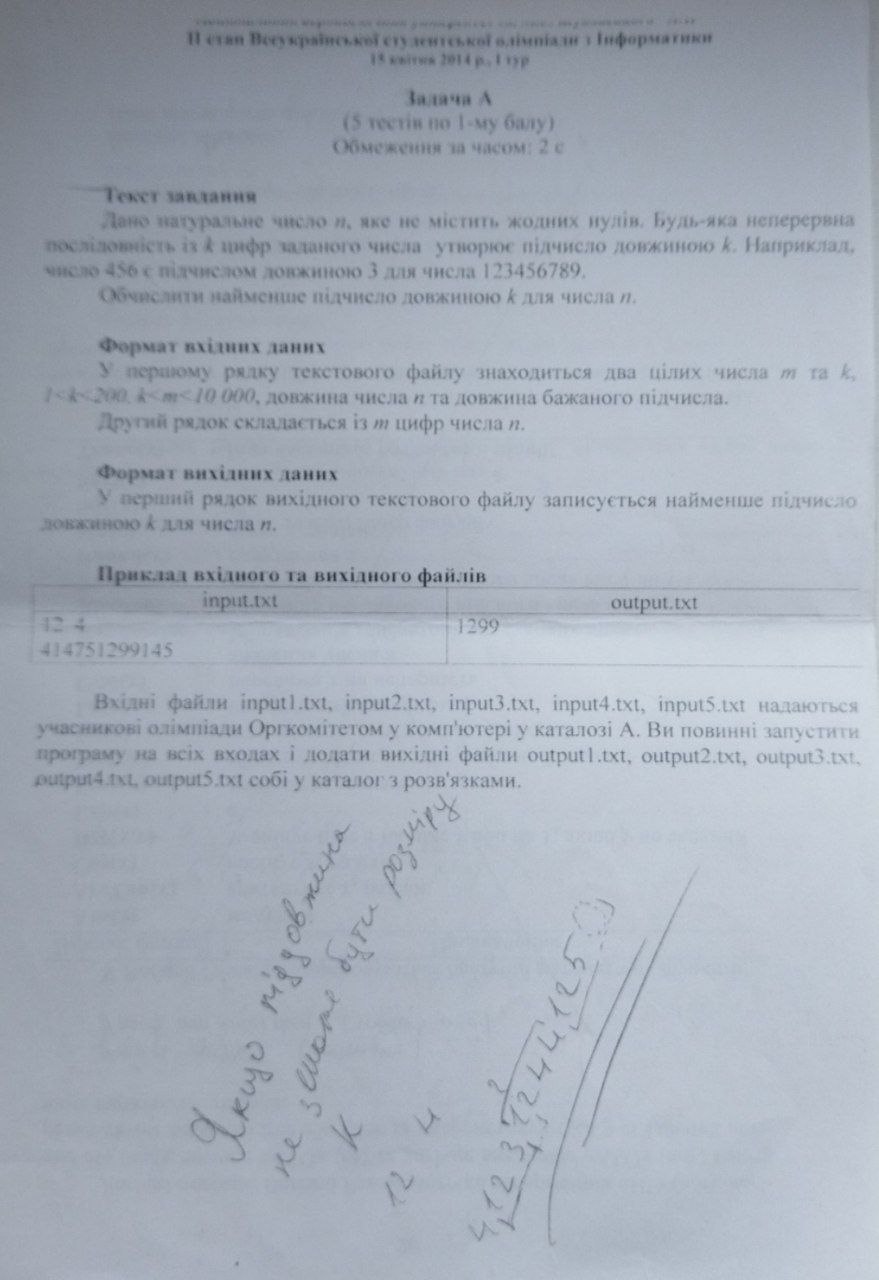 II етап Всеукраїнської студентської олімпіади з Інформатики
квітня 2014 р., I тур
Задача А
(5 тестів по 1-му балу)
Обмеження за часом: 2 с
Текст завдання
Дано натуральне число n, яке не містить жодних нулів. Будь-яка неперервна
послідовність із k цифр заданого числа утворює підчисло довжиною k. Наприклад,
число 456 є підчислом довжиною 3 для числа 123456789.
Обчислити найменше підчисло довжиною k для числа n.
Формат вхідних даних
У першому рядку текстового файлу знаходиться два цілих числа m та k,
1<k<200, k<m<10 000, довжина числа n та довжина бажаного підчисла.
Другий рядок складається із m цифр числа n.
Формат вихідних даних
У перший рядок вихідного текстового файлу записується найменше підчисло
довжиною k для числа n.
Приклад вхідного та вихідного файлів
input.txt output.txt
12 4 1299
414751299145
Вхідні файли input1.txt, input2.txt, input3.txt, input4.txt, input5.txt надаються
учасникові олімпіади Оргкомітетом у комп'ютері у каталозі А. Ви повинні запустити
програму на всіх входах і додати вихідні файли output1.txt, output2.txt, output3.txt,
output4.txt, output5.txt собі у каталог з розв'язками.
Якщо піддовжина
не зможе бути розміру
К
12 4
41231244125